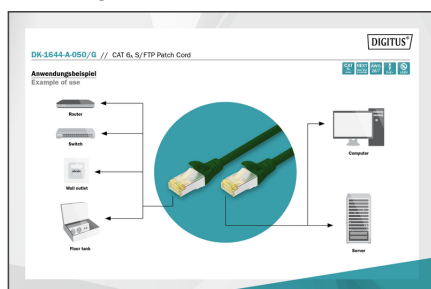 DIGITUS®
DK-1644-A-050/G // CAT 6A S/FTP Patch Cord
Anwendungsbeispiel
Example of use
Router
Switch
Wall outlet
Floor tank
Computer
Server